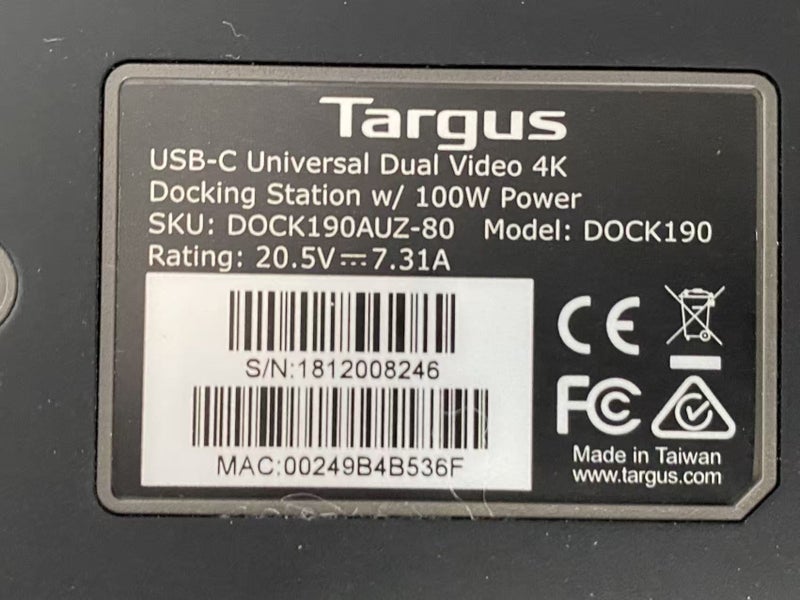 Targus
USB-C Universal Dual Video 4K
Docking Station w/ 100W Power
SKU: DOCK190AUZ-80 Model: DOCK190
Rating: 20.5V⎓7.31A
S/N:1812008246
MAC:00249B4B536F
CE
FC
Made in Taiwan
www.targus.com